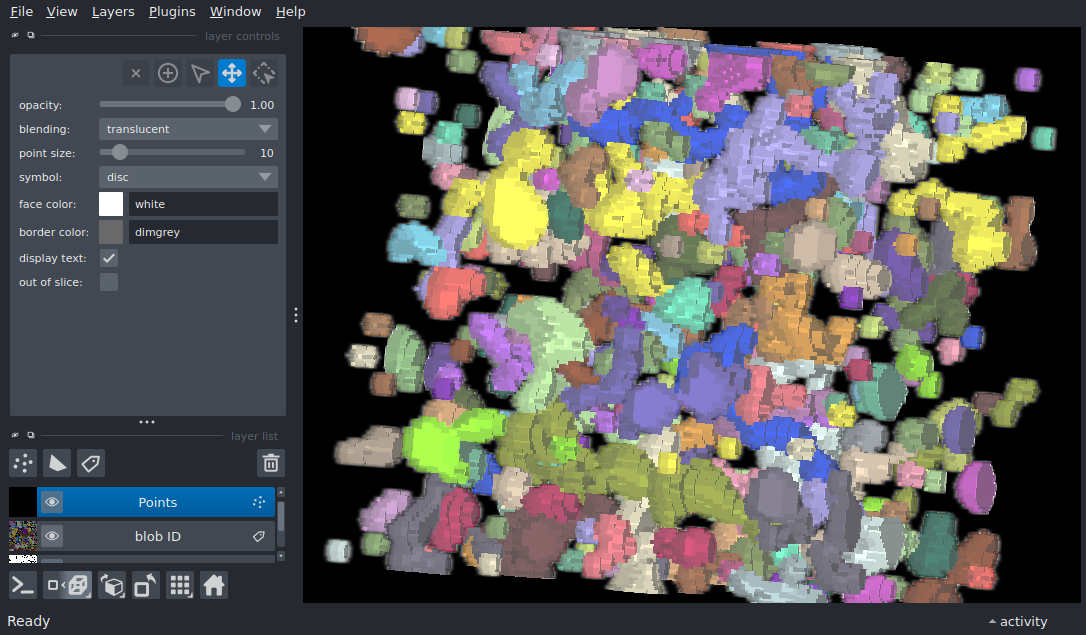 File View Layers Plugins Window Help
layer controls
opacity: 1.00
blending: translucent
point size: 10
symbol: disc
face color: white
border color: dimgrey
display text:
out of slice:
layer list
Points
blob ID
Ready activity